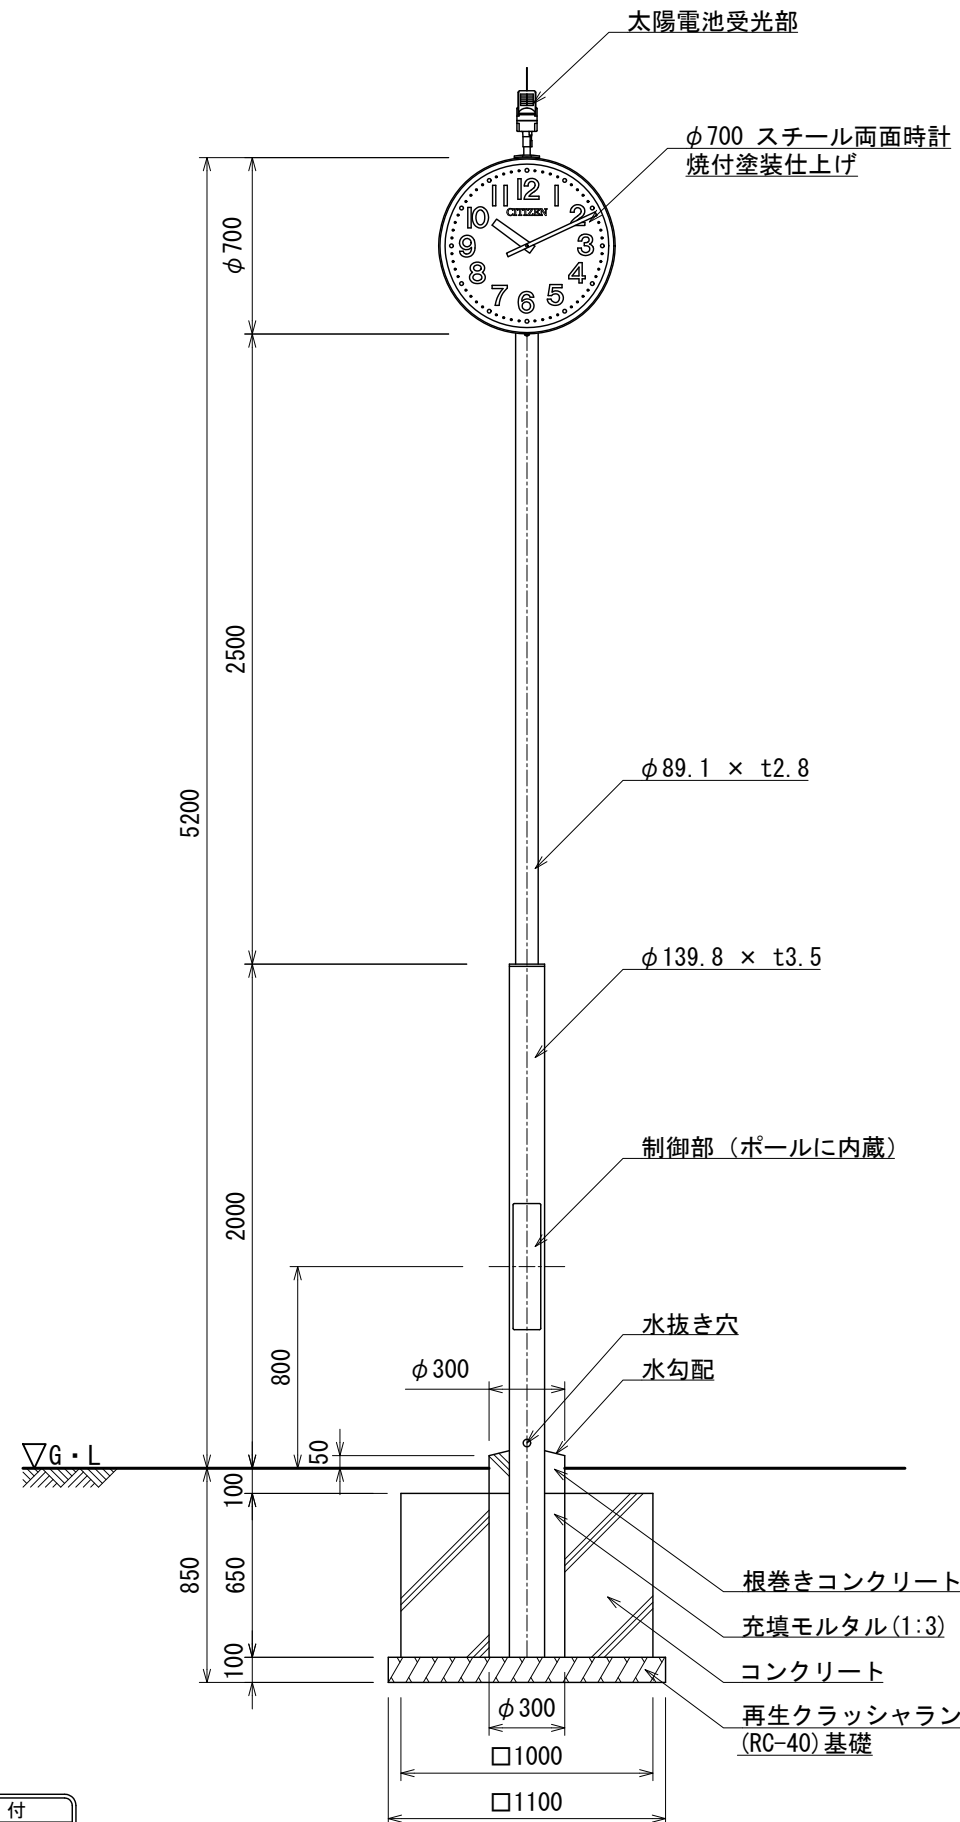 太陽電池受光部
φ700 スチール両面時計
焼付塗装仕上げ
12
11
1
CITIZEN
10
2
9
3
8
4
7
5
6
φ700
2500
5200
φ89.1 × t2.8
φ139.8 × t3.5
制御部（ポールに内蔵）
2000
水抜き穴
水勾配
800
φ300
50
▽G・L
100
650
850
100
根巻きコンクリート
充填モルタル(1:3)
コンクリート
再生クラッシャラン
(RC-40)基礎
φ300
□1000
□1100
付